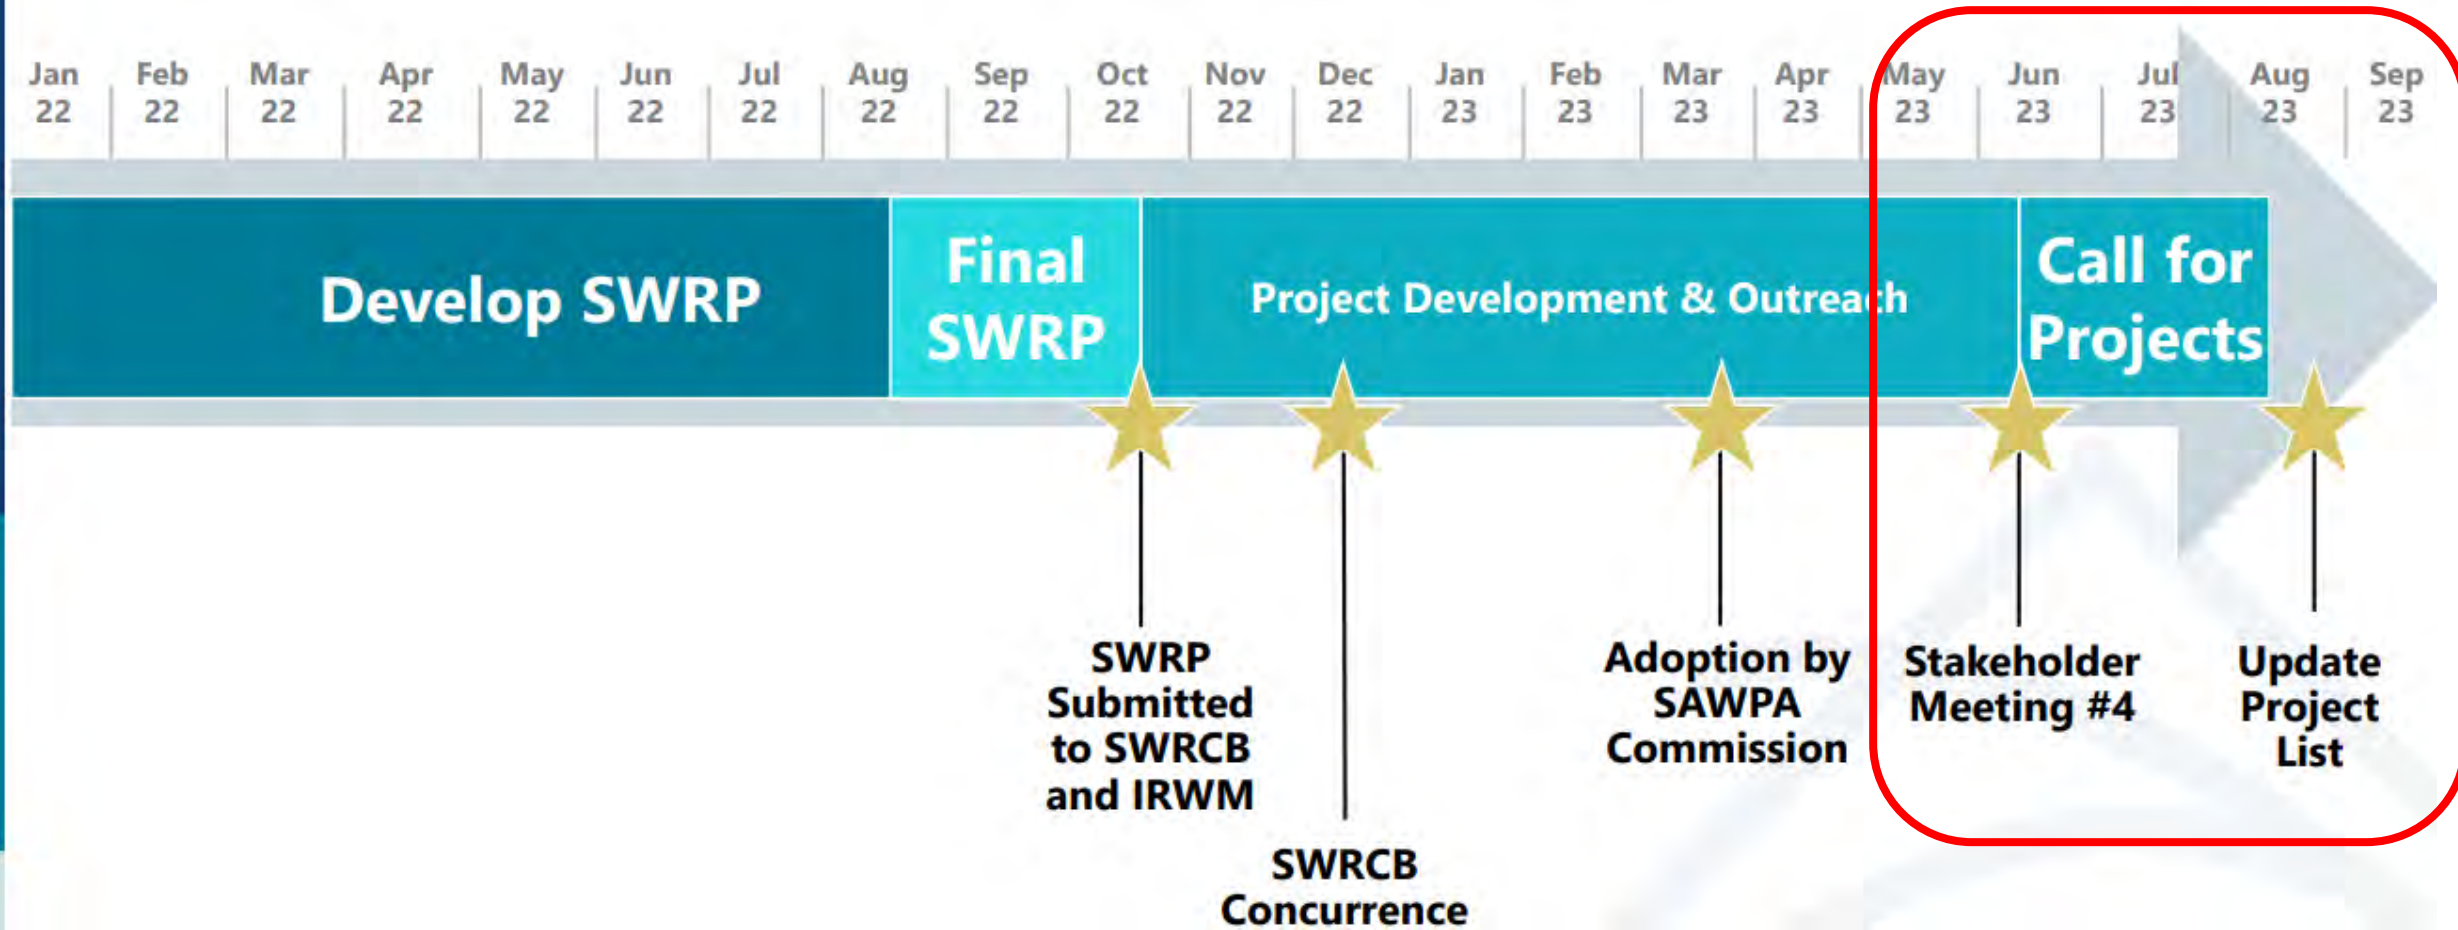 Jan Feb Mar Apr May Jun Jul Aug Sep Oct Nov Dec Jan Feb Mar Apr May Jun Jul Aug Sep
22 22 22 22 22 22 22 22 22 22 22 22 23 23 23 23 23 23 23 23 23
Develop SWRP
Final
SWRP
Project Development & Outreach
Call for
Projects
SWRP
Submitted
to SWRCB
and IRWM
SWRCB
Concurrence
Adoption by
SAWPA
Commission
Stakeholder
Meeting #4
Update
Project
List